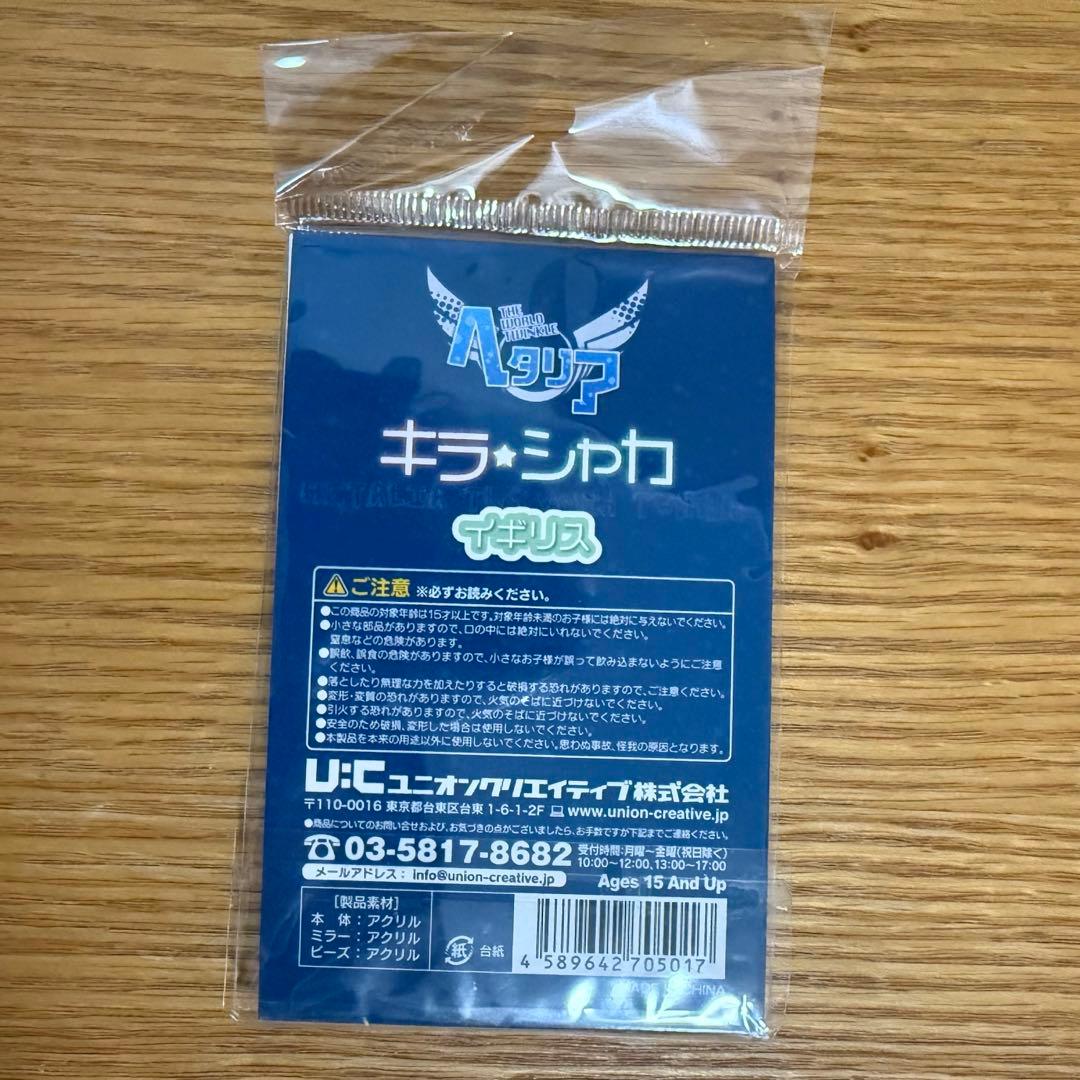 THE
WORLD
TWINKLE
ヘタリア
キラ★シャカ
イギリス
ご注意 ※必ずお読みください。
●この商品の対象年齢は15才以上です。対象年齢未満のお子様には絶対に与えないでください。
●小さな部品がありますので、口の中には絶対にいれないでください。
窒息などの危険があります。
●誤飲、誤食の危険がありますので、小さなお子様が誤って飲み込まないようにご注意
ください。
●落としたり無理な力を加えたりすると破損する恐れがありますので、ご注意ください。
●変形・変質の恐れがありますので、火気のそばに近づけないでください。
●引火する恐れがありますので、火気のそばに近づけないでください。
●安全のため破損、変形した場合は使用しないでください。
●本製品を本来の用途以外に使用しないでください。思わぬ事故、怪我の原因となります。
U:C ユニオンクリエイティブ株式会社
〒110-0016 東京都台東区台東 1-6-1-2F www.union-creative.jp
●商品についてのお問い合せおよび、お気づきの点がございましたら、お手数ですが下記までご連絡ください。
☎03-5817-8682 受付時間:月曜〜金曜(祝日除く)
10:00〜12:00、13:00〜17:00
メールアドレス: info@union-creative.jp
Ages 15 And Up
[製品素材]
本 体:アクリル
ミラー:アクリル
ビーズ:アクリル
紙 台紙
4 589642 705017
MADE IN CHINA